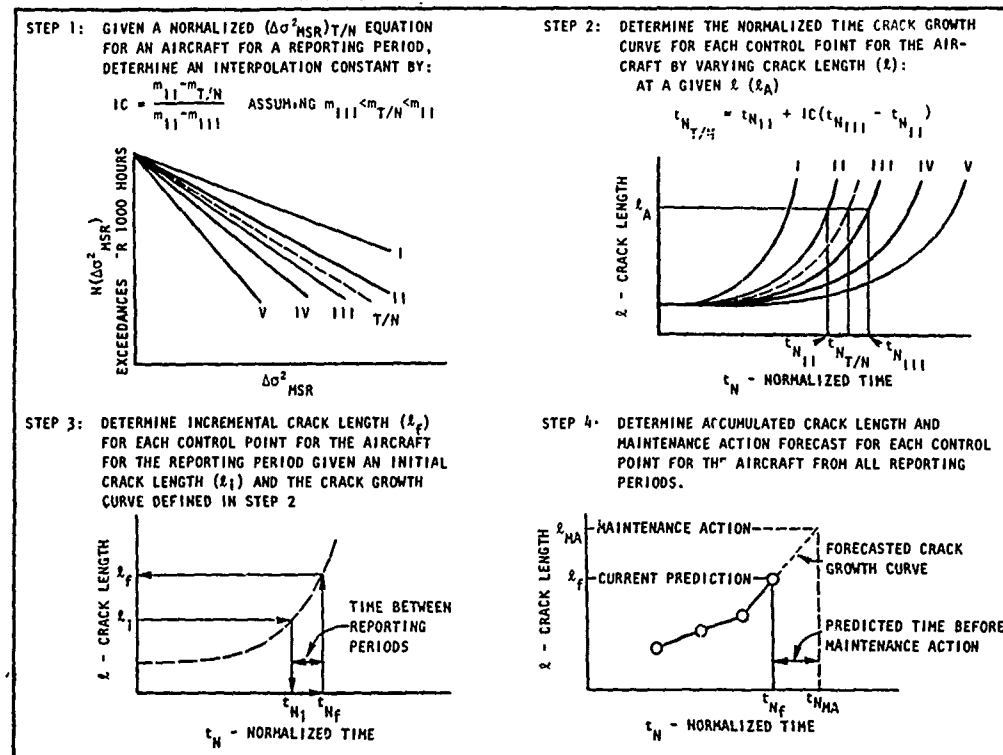 STEP 1: GIVEN A NORMALIZED (Δσ²MSR)T/N EQUATION
FOR AN AIRCRAFT FOR A REPORTING PERIOD,
DETERMINE AN INTERPOLATION CONSTANT BY:
IC = (mII - mT/N) / (mII - mIII) ASSUMING mIII < mT/N < mII
EXCEEDANCES R 1000 HOURS
N(Δσ²MSR)
I
II
T/N
III
IV
V
Δσ²MSR
STEP 2: DETERMINE THE NORMALIZED TIME CRACK GROWTH
CURVE FOR EACH CONTROL POINT FOR THE AIR-
CRAFT BY VARYING CRACK LENGTH (ℓ):
AT A GIVEN ℓ (ℓA)
tNT/N = tNII + IC(tNIII - tNII)
I II III IV V
ℓA
ℓ - CRACK LENGTH
tNII tNT/N tNIII
tN - NORMALIZED TIME
STEP 3: DETERMINE INCREMENTAL CRACK LENGTH (ℓf)
FOR EACH CONTROL POINT FOR THE AIRCRAFT
FOR THE REPORTING PERIOD GIVEN AN INITIAL
CRACK LENGTH (ℓi) AND THE CRACK GROWTH
CURVE DEFINED IN STEP 2
ℓ - CRACK LENGTH
ℓf
ℓi
TIME BETWEEN
REPORTING
PERIODS
tNi tNf
tN - NORMALIZED TIME
STEP 4: DETERMINE ACCUMULATED CRACK LENGTH AND
MAINTENANCE ACTION FORECAST FOR EACH CONTROL
POINT FOR TH AIRCRAFT FROM ALL REPORTING
PERIODS.
ℓ - CRACK LENGTH
ℓMA MAINTENANCE ACTION
ℓf CURRENT PREDICTION
FORECASTED CRACK
GROWTH CURVE
PREDICTED TIME BEFORE
MAINTENANCE ACTION
tNf tNMA
tN - NORMALIZED TIME